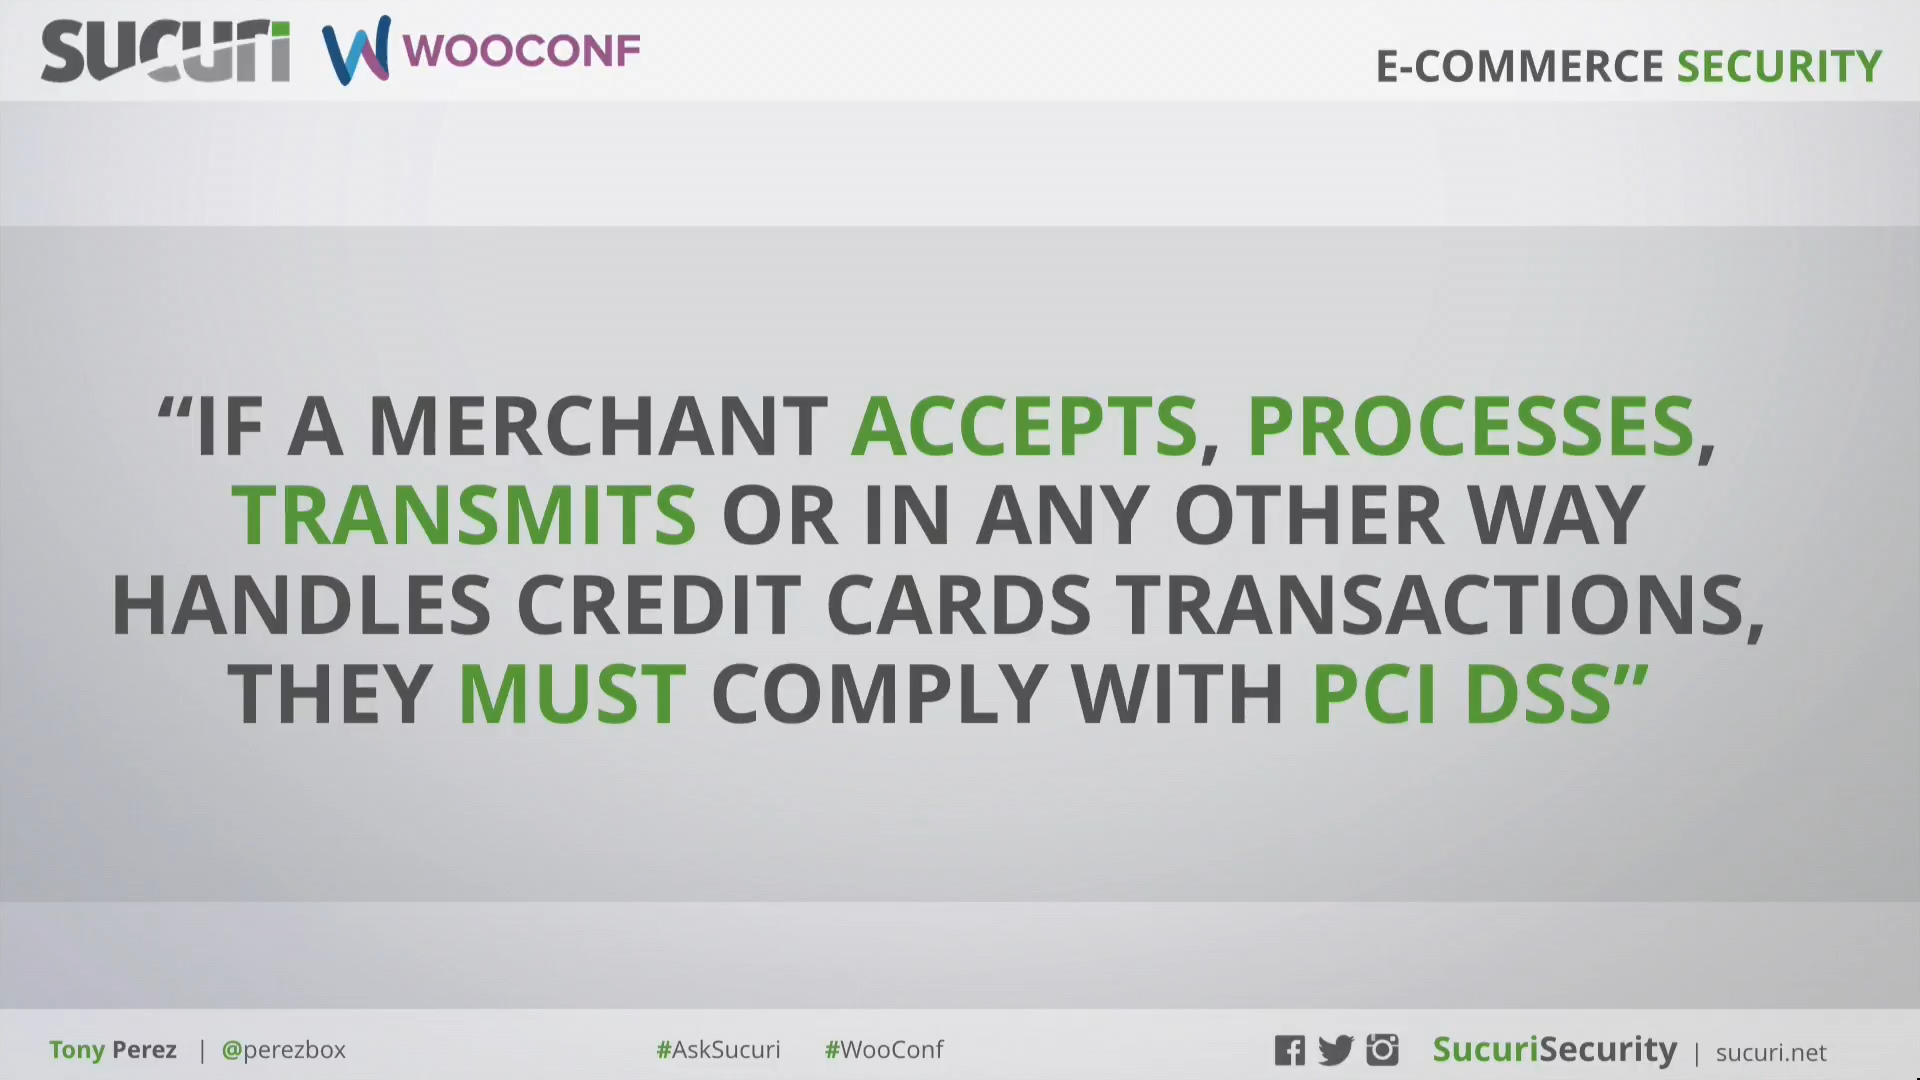 sucuri WOOCONF
E-COMMERCE SECURITY
“IF A MERCHANT ACCEPTS, PROCESSES,
TRANSMITS OR IN ANY OTHER WAY
HANDLES CREDIT CARDS TRANSACTIONS,
THEY MUST COMPLY WITH PCI DSS”
Tony Perez | @perezbox
#AskSucuri #WooConf
SucuriSecurity | sucuri.net